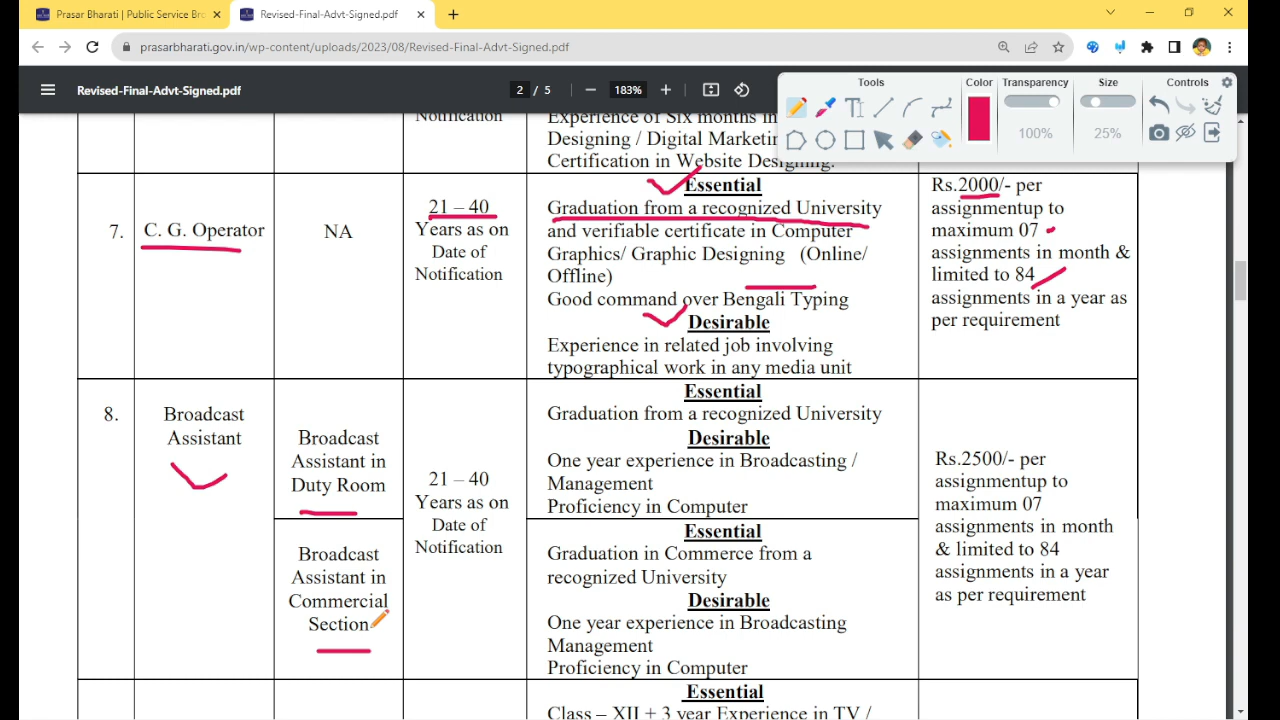 Prasar Bharati | Public Service Bro
Revised-Final-Advt-Signed.pdf
prasarbharati.gov.in/wp-content/uploads/2023/08/Revised-Final-Advt-Signed.pdf
Revised-Final-Advt-Signed.pdf
2 / 5
183%
Tools
Color
Transparency
Size
Controls
100%
25%
Notification
Experience of Six months in
Designing / Digital Marketin
Certification in Website Designing.
7.
C. G. Operator
NA
21 – 40
Years as on
Date of
Notification
Essential
Graduation from a recognized University
and verifiable certificate in Computer
Graphics/ Graphic Designing (Online/
Offline)
Good command over Bengali Typing
Desirable
Experience in related job involving
typographical work in any media unit
Rs.2000/- per
assignmentup to
maximum 07
assignments in month &
limited to 84
assignments in a year as
per requirement
8.
Broadcast
Assistant
Broadcast
Assistant in
Duty Room
21 – 40
Years as on
Date of
Notification
Essential
Graduation from a recognized University
Desirable
One year experience in Broadcasting /
Management
Proficiency in Computer
Rs.2500/- per
assignmentup to
maximum 07
assignments in month
& limited to 84
assignments in a year
as per requirement
Broadcast
Assistant in
Commercial
Section
Essential
Graduation in Commerce from a
recognized University
Desirable
One year experience in Broadcasting
Management
Proficiency in Computer
Essential
Class – XII + 3 year Experience in TV /